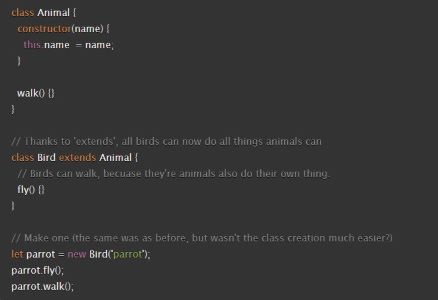 class Animal {
constructor(name) {
this.name = name;
}
walk() {}
}
// Thanks to 'extends', all birds can now do all things animals can
class Bird extends Animal {
// Birds can walk, becuase they're animals also do their own thing.
fly() {}
}
// Make one (the same was as before, but wasn't the class creation much easier?)
let parrot = new Bird("parrot");
parrot.fly();
parrot.walk();